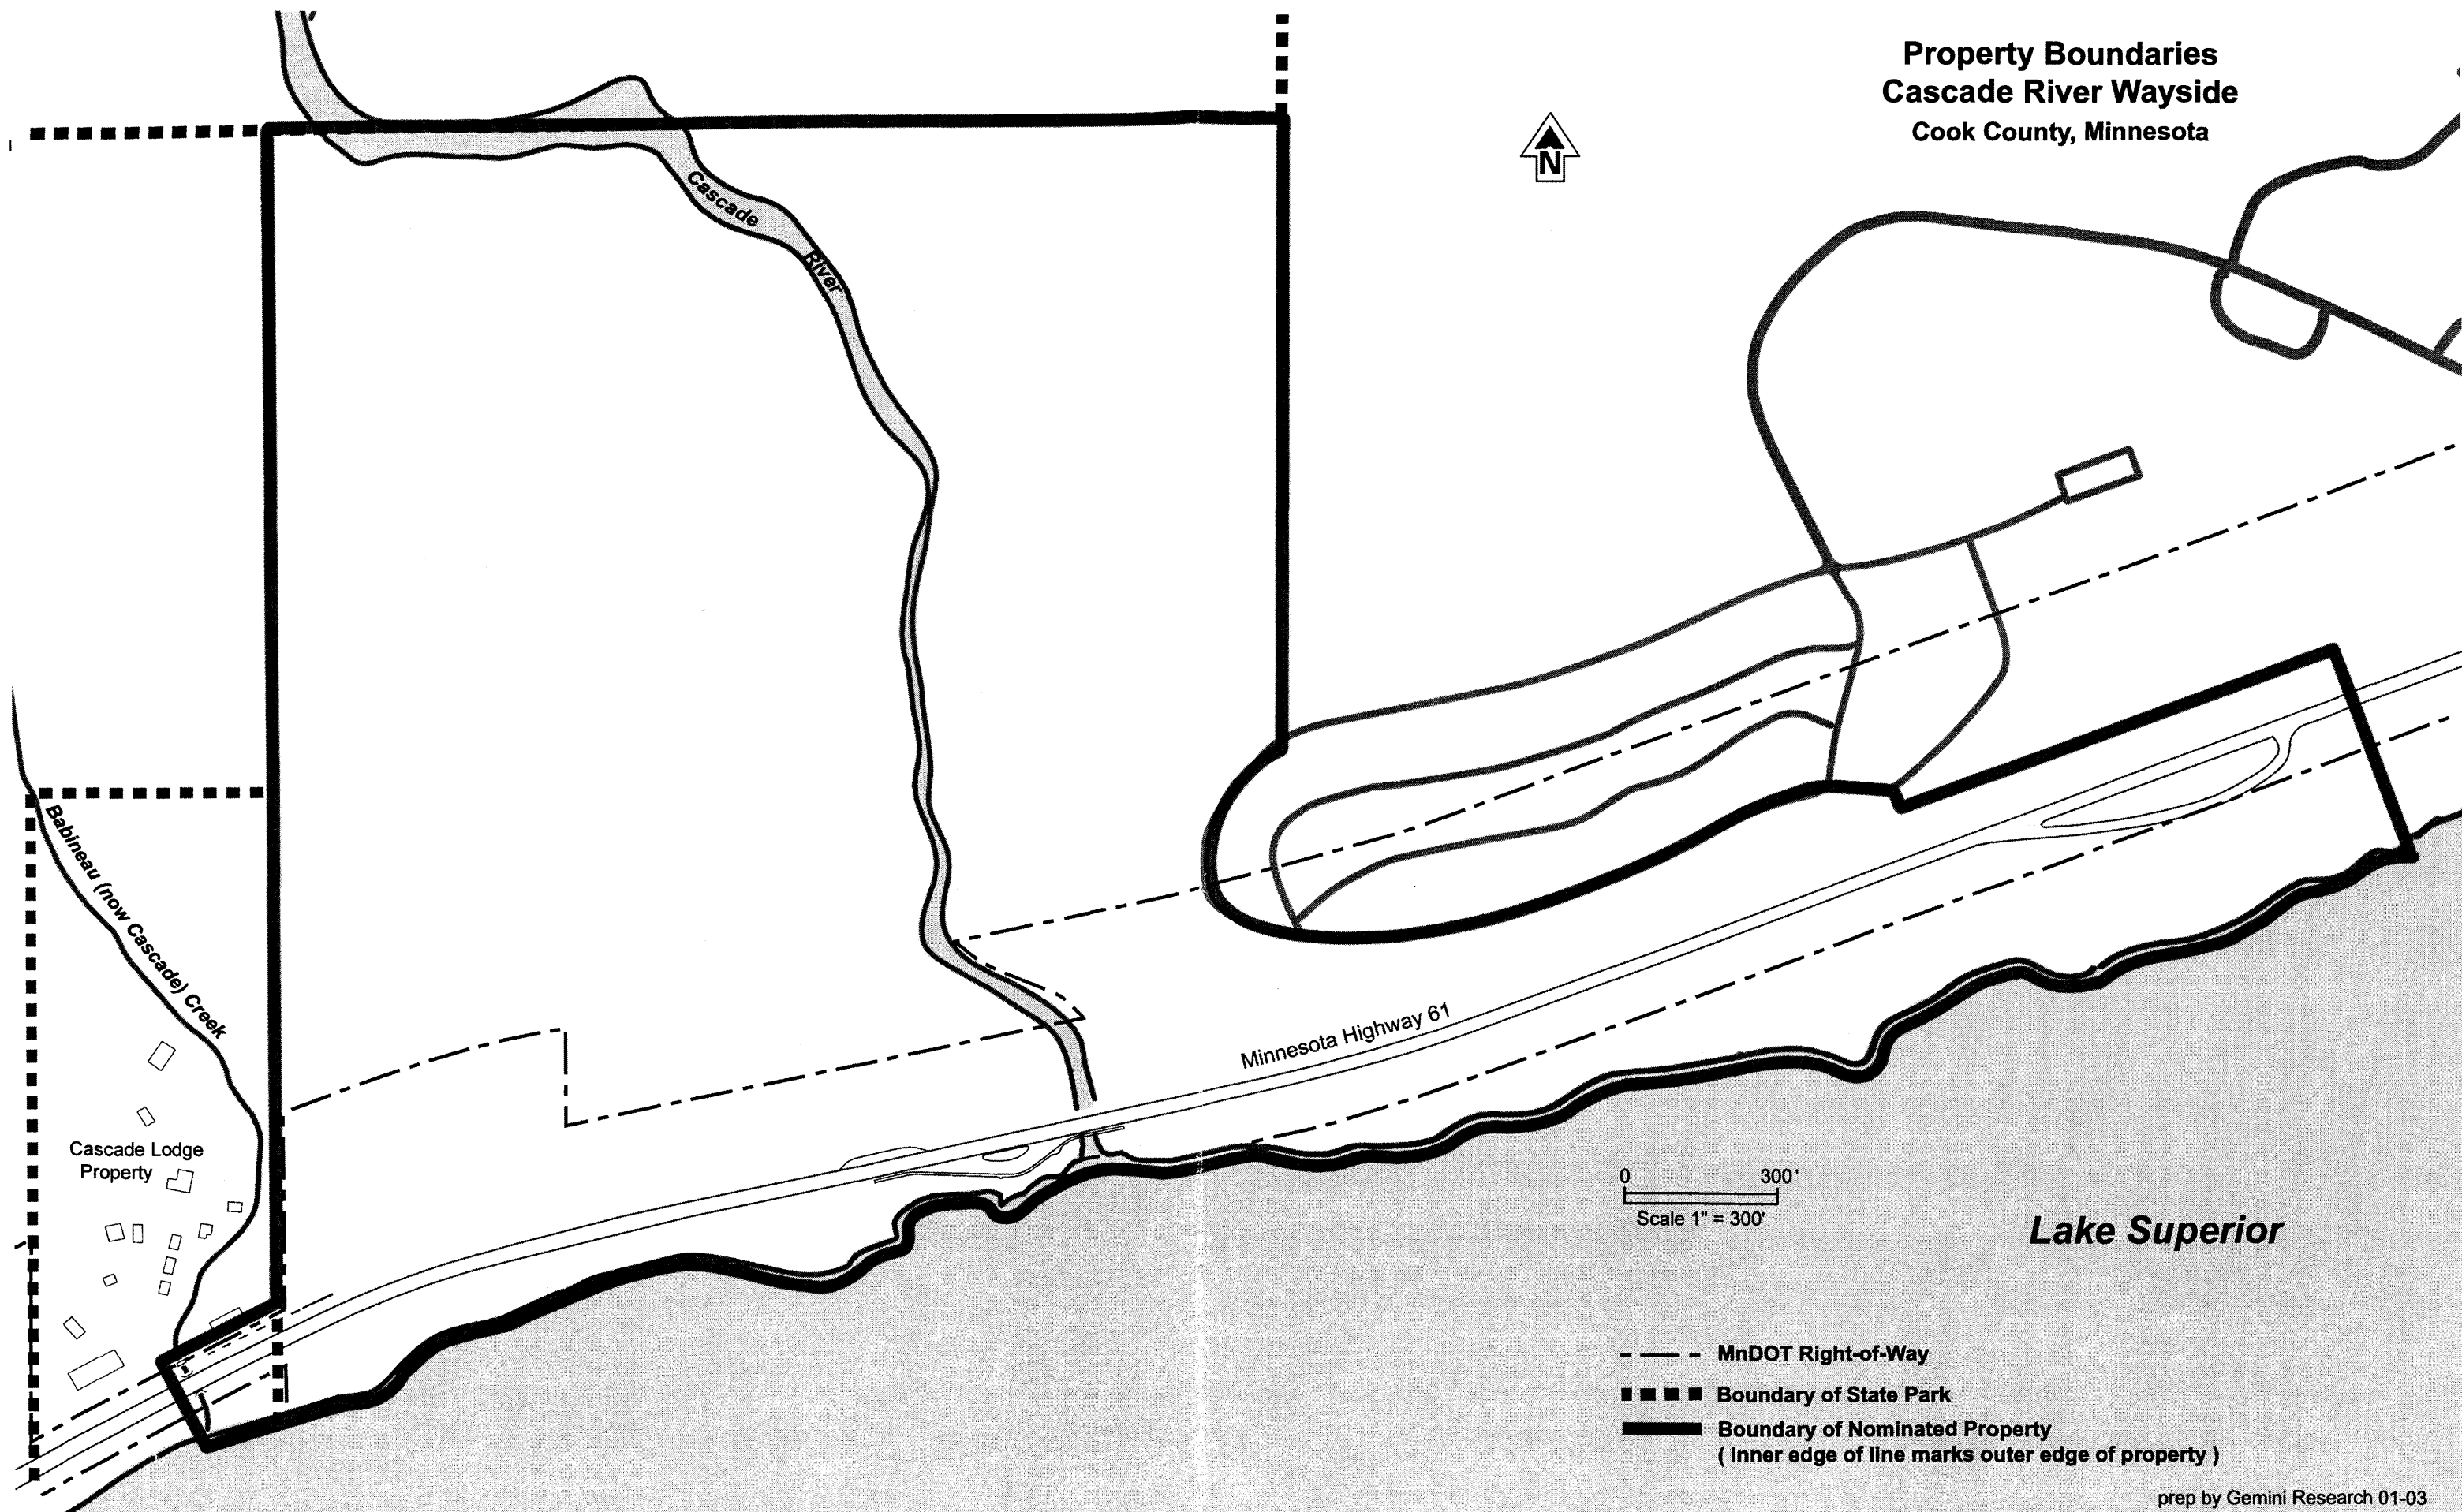 Property Boundaries
Cascade River Wayside
Cook County, Minnesota
N
Cascade
River
Babineau (now Cascade) Creek
Cascade Lodge
Property
Minnesota Highway 61
0 300'
Scale 1" = 300'
Lake Superior
MnDOT Right-of-Way
Boundary of State Park
Boundary of Nominated Property
( inner edge of line marks outer edge of property )
prep by Gemini Research 01-03